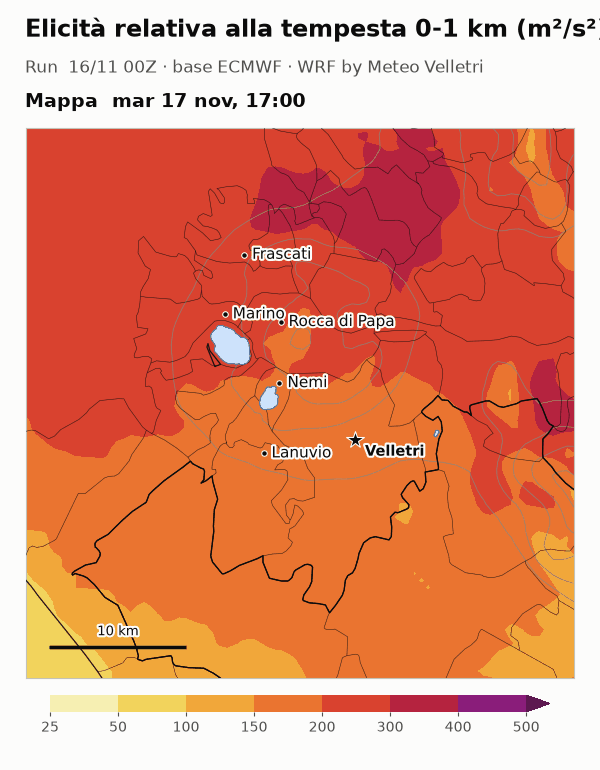 Elicità relativa alla tempesta 0-1 km (m²/s²)
Run  16/11 00Z · base ECMWF · WRF by Meteo Velletri
Mappa  mar 17 nov, 17:00
Frascati
Marino
Rocca di Papa
Nemi
Velletri
Lanuvio
10 km
25 50 100 150 200 300 400 500